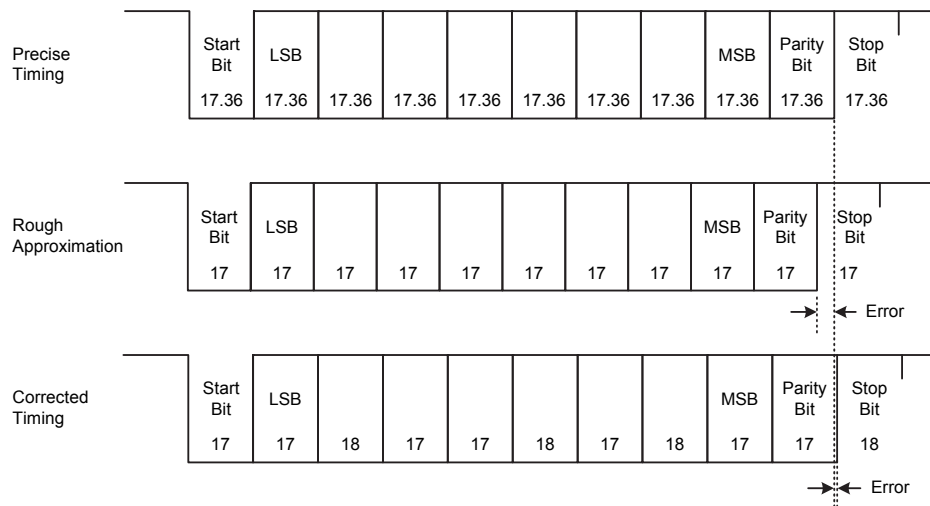 Precise
Timing
Start
Bit
LSB
MSB
Parity
Bit
Stop
Bit
17.36 17.36 17.36 17.36 17.36 17.36 17.36 17.36 17.36 17.36 17.36
Rough
Approximation
Start
Bit
LSB
MSB
Parity
Bit
Stop
Bit
17 17 17 17 17 17 17 17 17 17 17
Error
Corrected
Timing
Start
Bit
LSB
MSB
Parity
Bit
Stop
Bit
17 17 18 17 17 18 17 18 17 17 18
Error